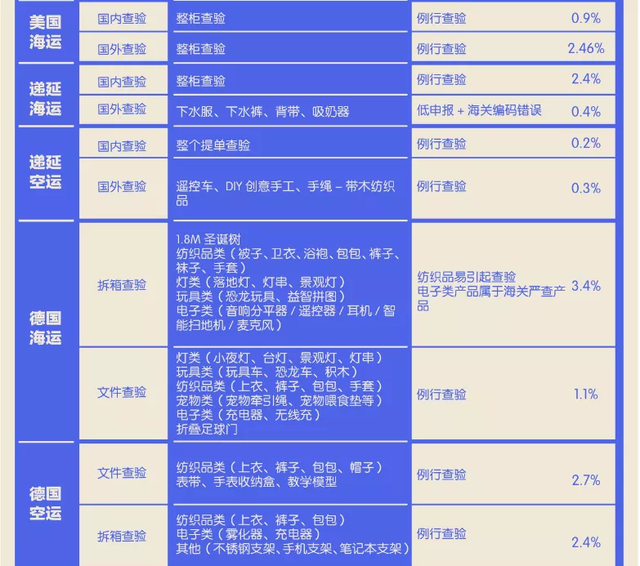 美国
海运
国内查验
整柜查验
例行查验
0.9%
国外查验
整柜查验
例行查验
2.46%
递延
海运
国内查验
整柜查验
例行查验
2.4%
国外查验
下水服、下水裤、背带、吸奶器
低申报 + 海关编码错误
0.4%
递延
空运
国内查验
整个提单查验
例行查验
0.2%
国外查验
遥控车、DIY 创意手工、手绳 – 带木纺织
品
例行查验
0.3%
德国
海运
拆箱查验
1.8M 圣诞树
纺织品类（被子、卫衣、浴袍、包包、裤子、
袜子、手套）
灯类（落地灯、灯串、景观灯）
玩具类（恐龙玩具、益智拼图）
电子类（音响分平器 / 遥控器 / 耳机 / 智
能扫地机 / 麦克风）
纺织品易引起查验
电子类产品属于海关严查产
品
3.4%
文件查验
灯类（小夜灯、台灯、景观灯、灯串）
玩具类（玩具车、恐龙车、积木）
纺织品类（上衣、裤子、包包、手套）
宠物类（宠物牵引绳、宠物喂食垫等）
电子类（充电器、无线充）
折叠足球门
例行查验
1.1%
德国
空运
文件查验
纺织品类（上衣、裤子、包包、帽子）
表带、手表收纳盒、教学模型
例行查验
2.7%
拆箱查验
纺织品类（上衣、裤子、包包）
电子类（雾化器、充电器）
其他（不锈钢支架、手机支架、笔记本支架）
例行查验
2.4%